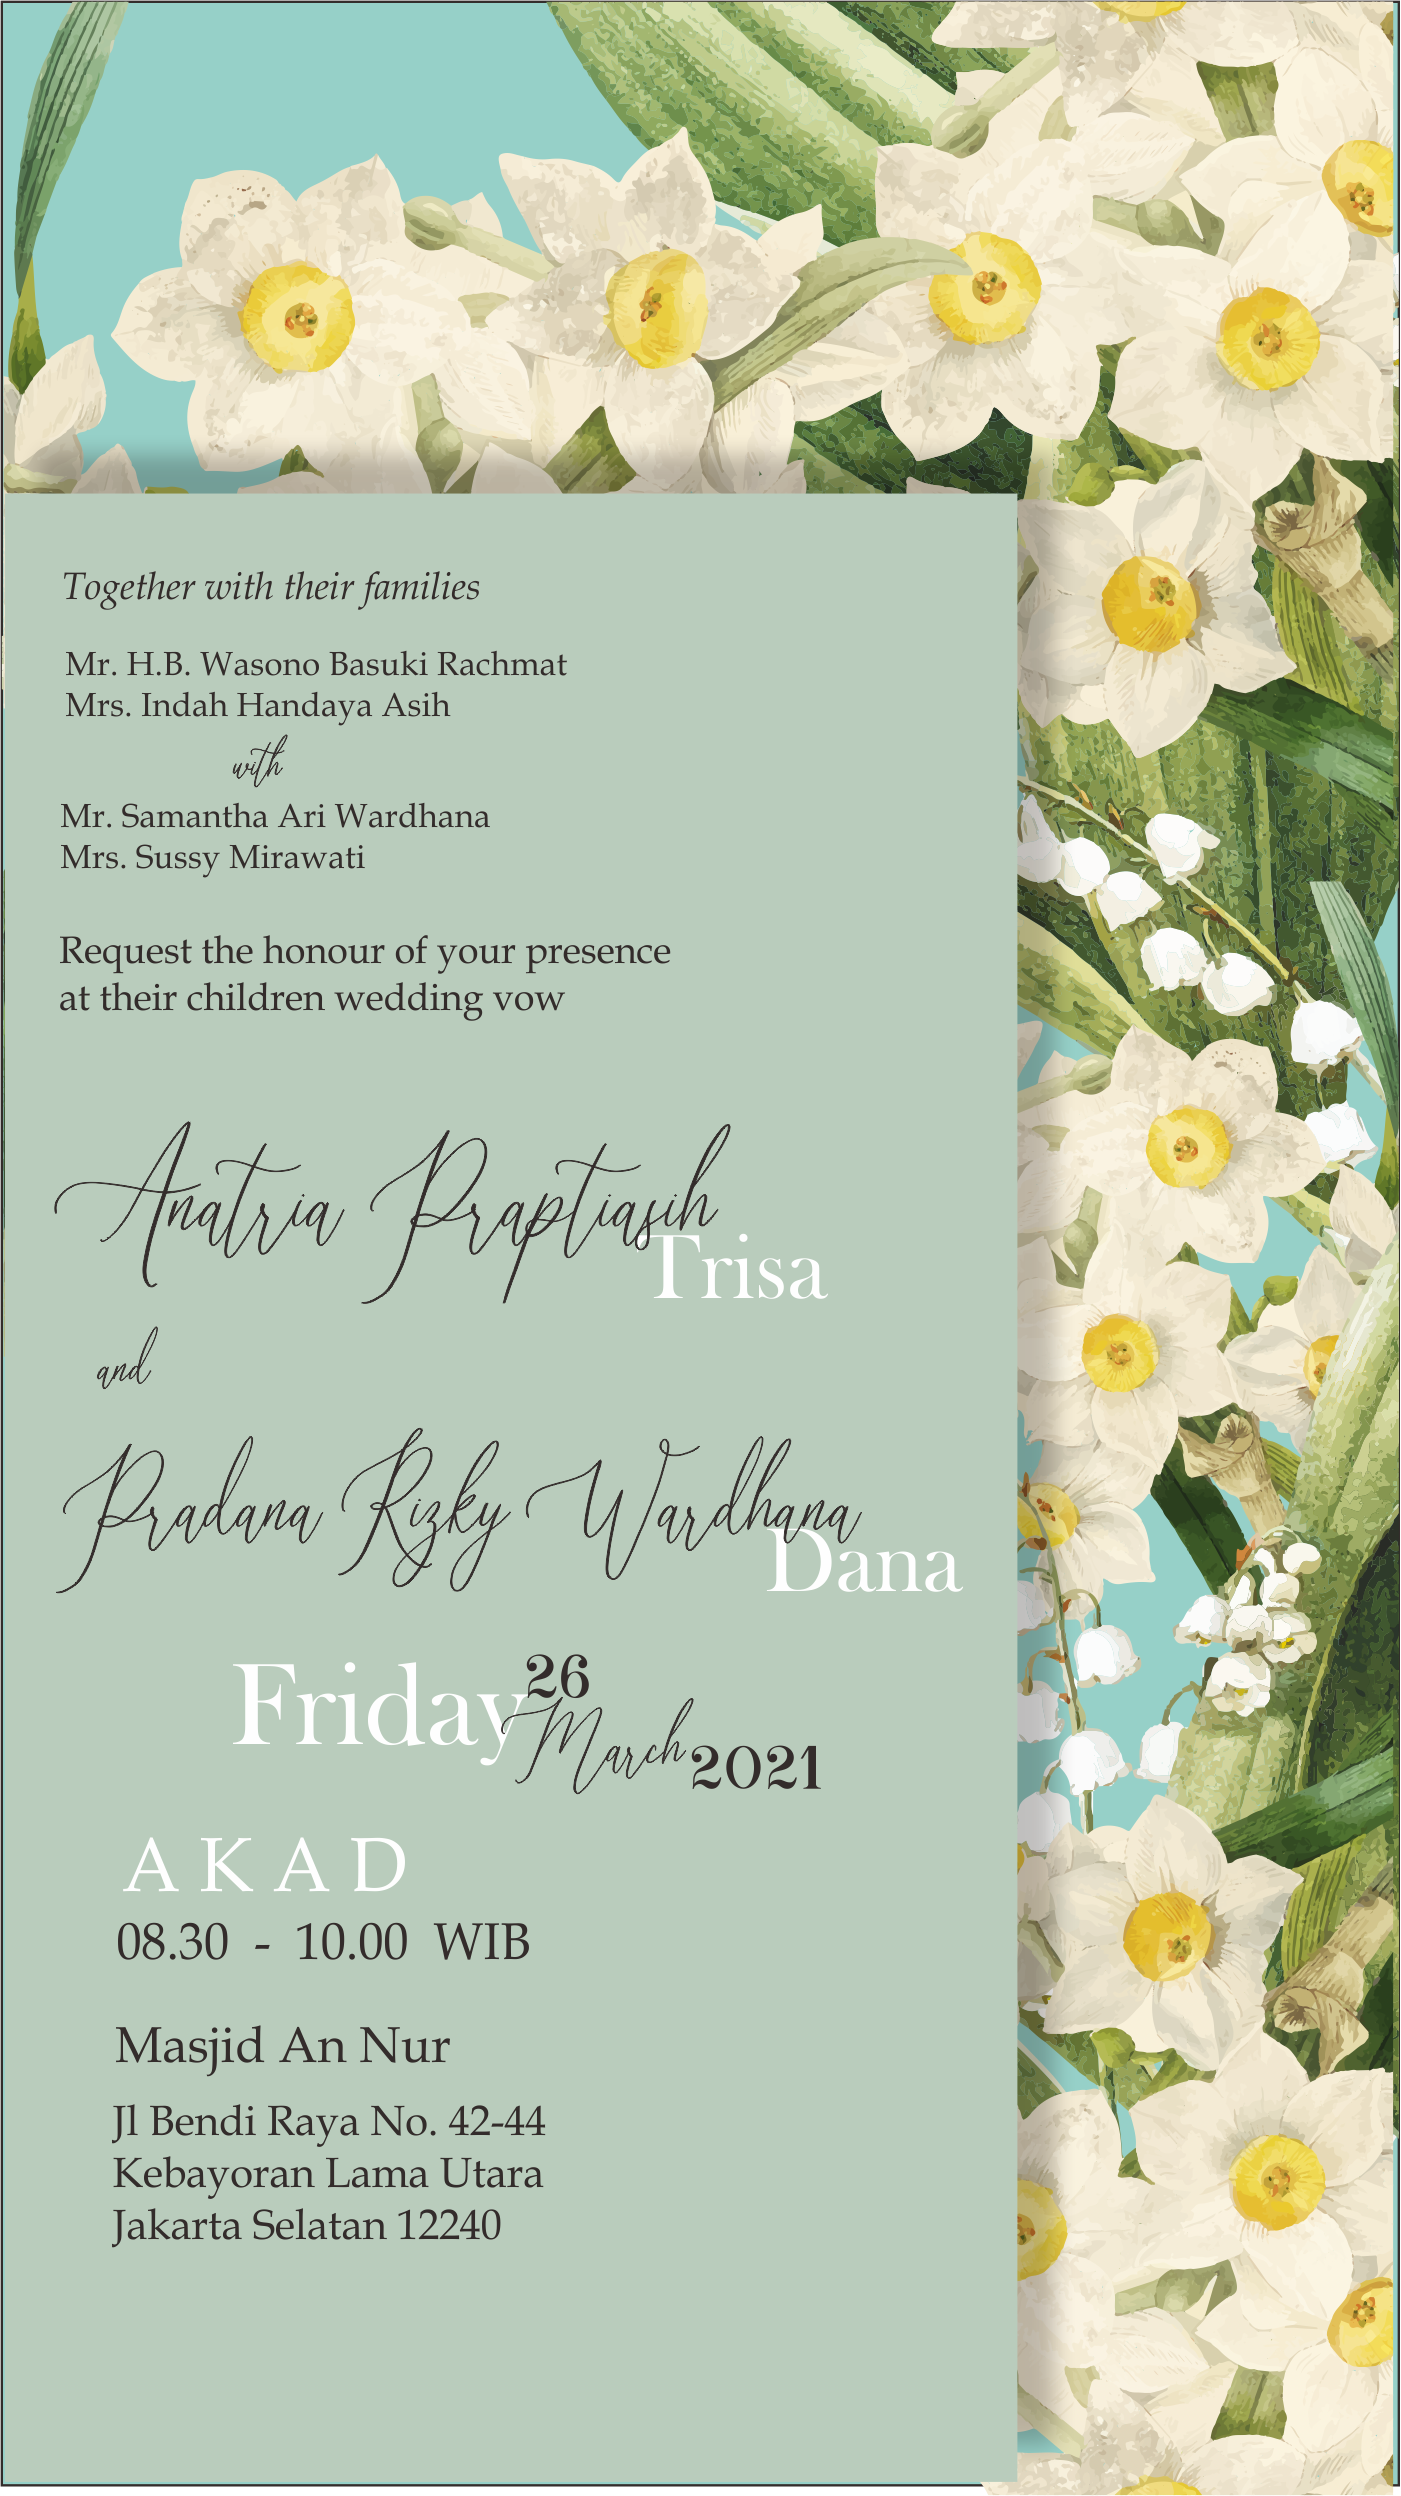 Together with their families
Mr. H.B. Wasono Basuki Rachmat
Mrs. Indah Handaya Asih
with
Mr. Samantha Ari Wardhana
Mrs. Sussy Mirawati
Request the honour of your presence
at their children wedding vow
Anatria Praptiasih
Trisa
and
Pradana Rizky Wardhana
Dana
Friday 26
March 2021
AKAD
08.30 - 10.00 WIB
Masjid An Nur
Jl Bendi Raya No. 42-44
Kebayoran Lama Utara
Jakarta Selatan 12240